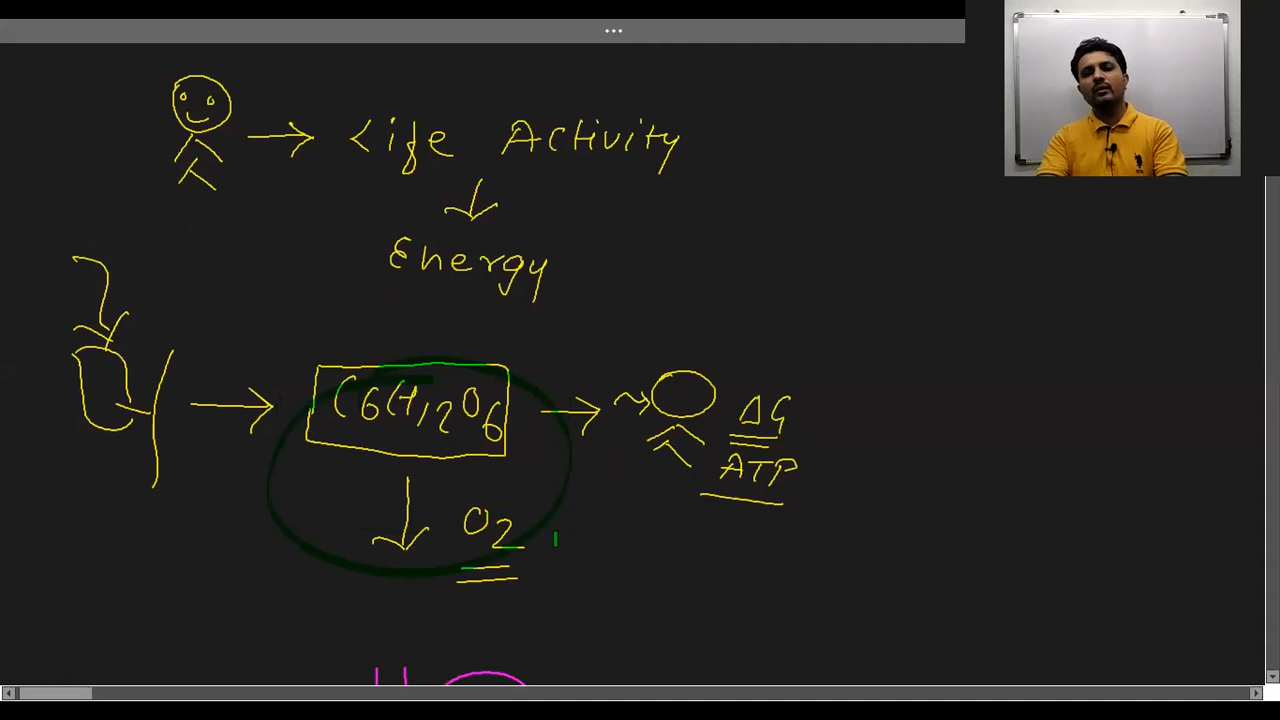 ...
Life Activity
Energy
C6H12O6
ΔG
ATP
O2